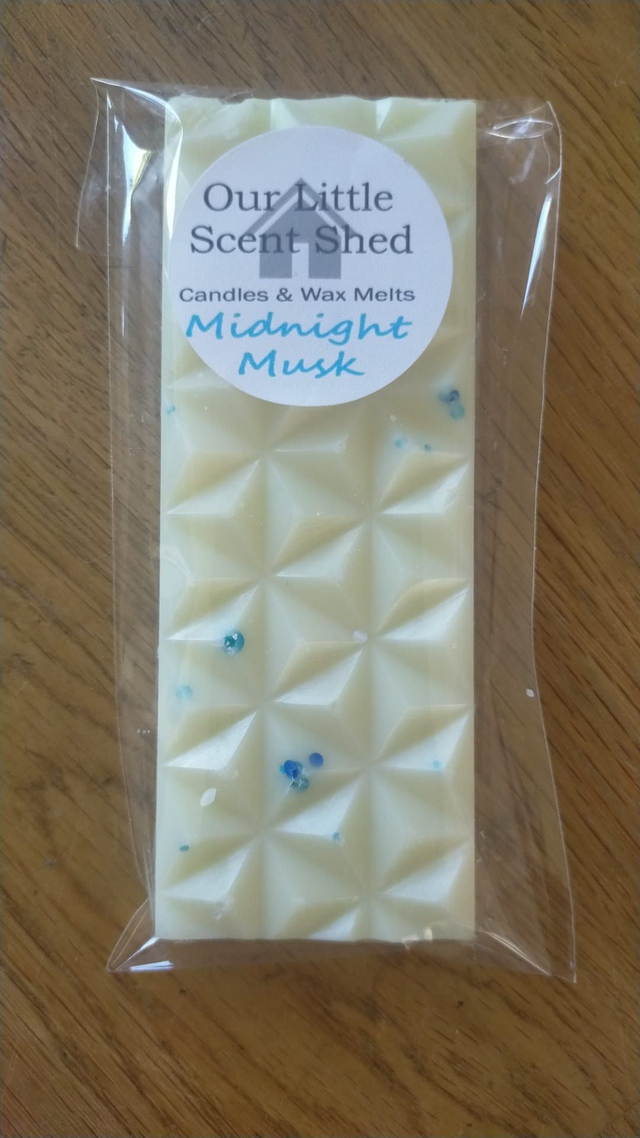 Our Little
Scent Shed
Candles & Wax Melts
Midnight
Musk